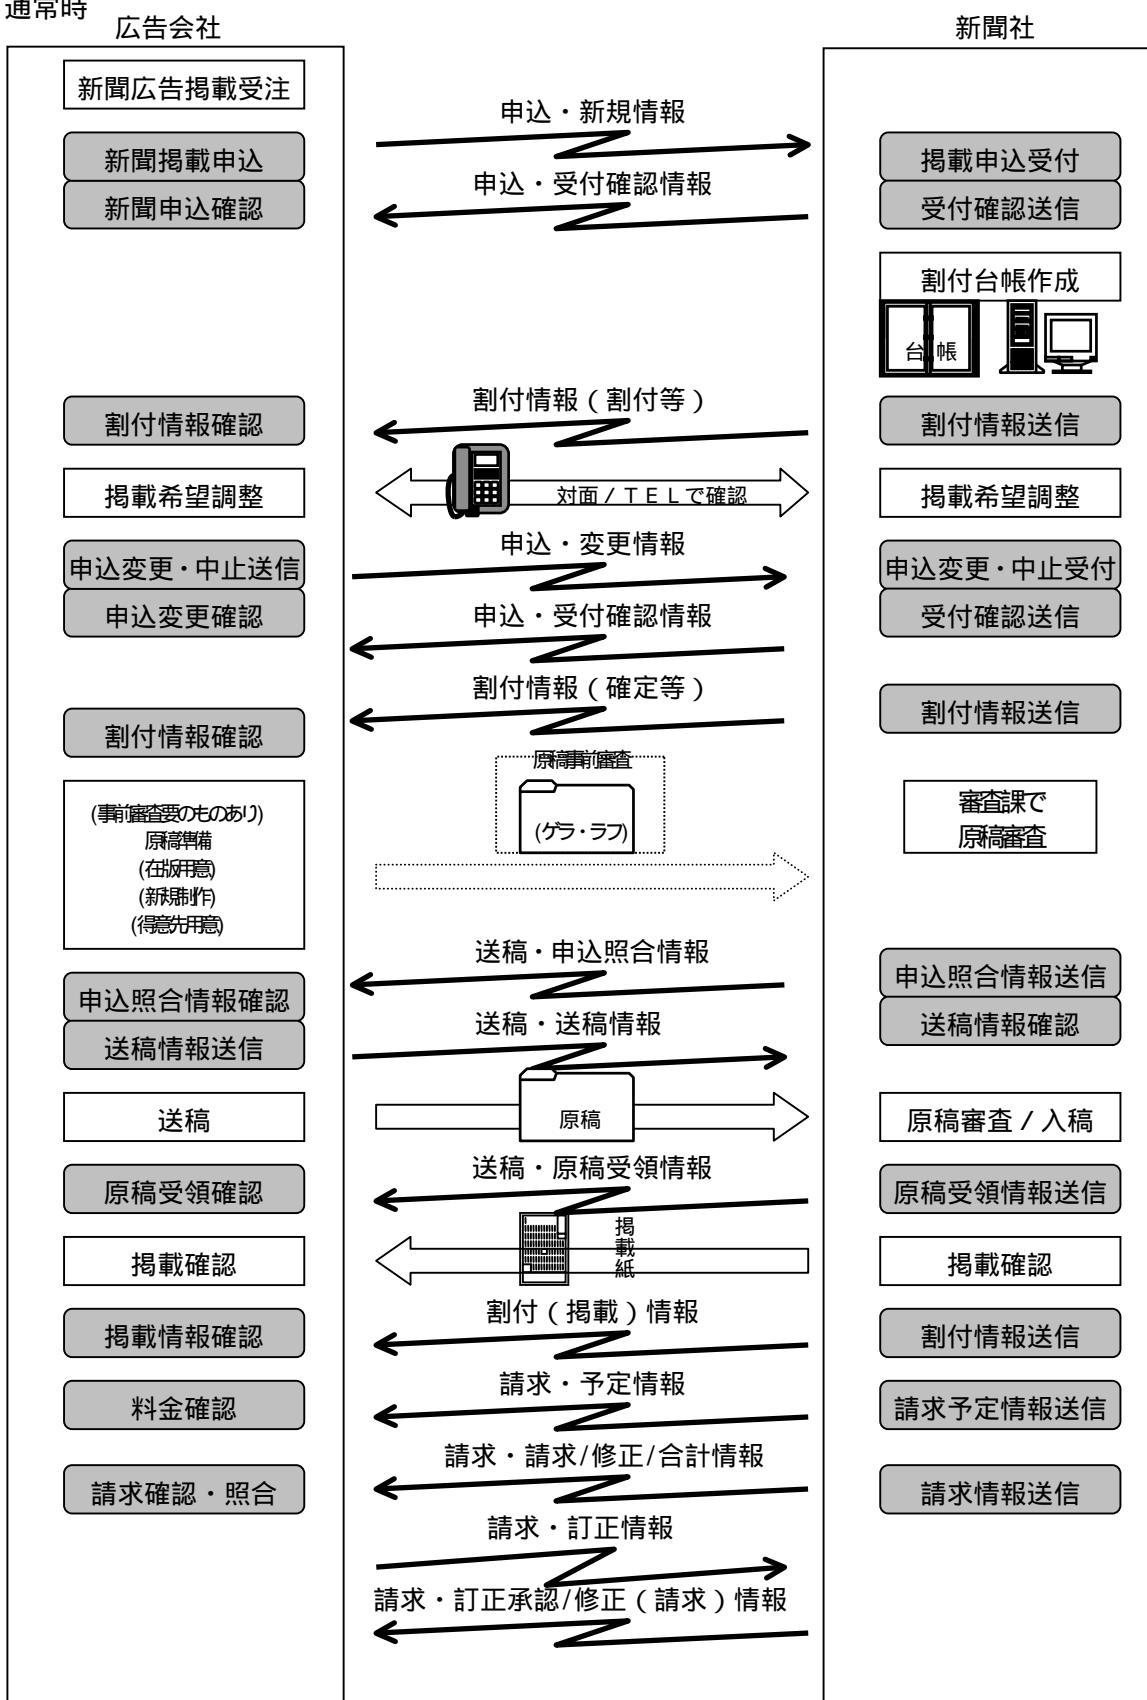 通常時
広告会社
新聞社
新聞広告掲載受注
申込・新規情報
新聞掲載申込
掲載申込受付
申込・受付確認情報
新聞申込確認
受付確認送信
割付台帳作成
台帳
割付情報（割付等）
割付情報確認
割付情報送信
掲載希望調整
対面／ＴＥＬで確認
掲載希望調整
申込・変更情報
申込変更・中止送信
申込変更・中止受付
申込・受付確認情報
申込変更確認
受付確認送信
割付情報（確定等）
割付情報確認
割付情報送信
原稿事前審査
(ゲラ・ラフ)
(事前審査要のものあり)
原稿準備
(在版用意)
(新規制作)
(得意先用意)
審査課で
原稿審査
送稿・申込照合情報
申込照合情報確認
申込照合情報送信
送稿・送稿情報
送稿情報送信
送稿情報確認
送稿
原稿
原稿審査／入稿
送稿・原稿受領情報
原稿受領確認
原稿受領情報送信
掲載紙
掲載確認
掲載確認
割付（掲載）情報
掲載情報確認
割付情報送信
請求・予定情報
料金確認
請求予定情報送信
請求・請求/修正/合計情報
請求確認・照合
請求情報送信
請求・訂正情報
請求・訂正承認/修正（請求）情報